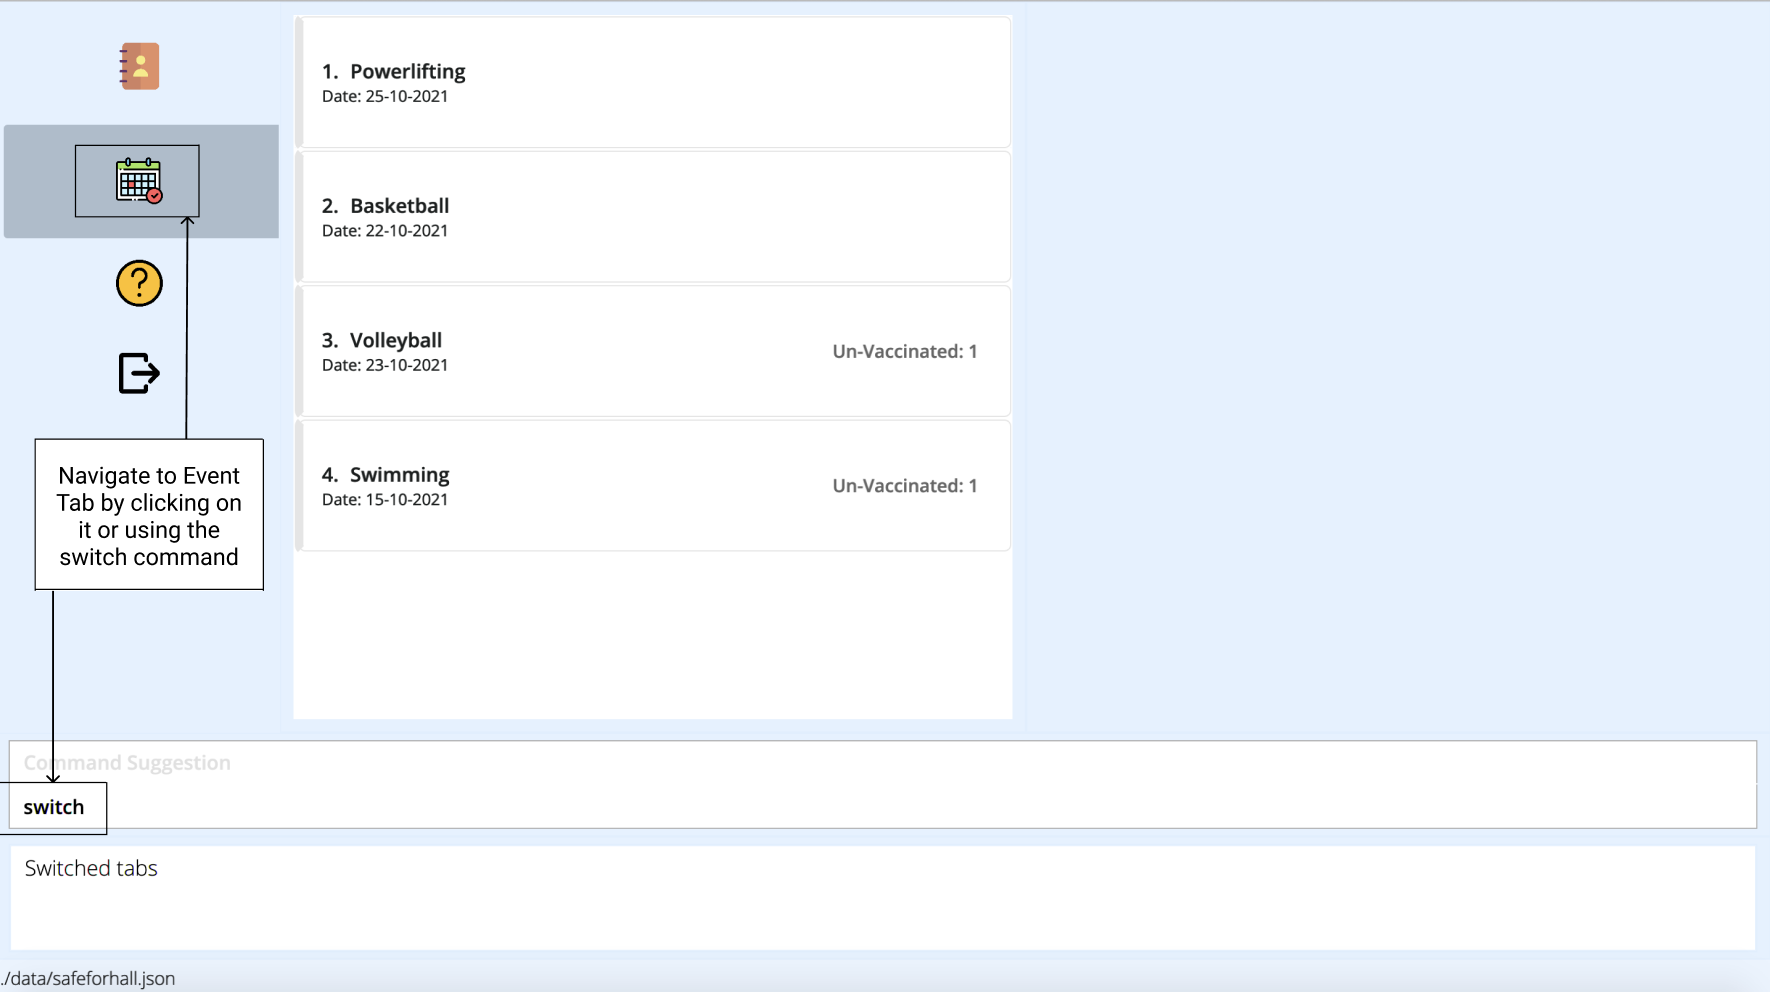 1. Powerlifting
Date: 25-10-2021
2. Basketball
Date: 22-10-2021
?
3. Volleyball
Date: 23-10-2021
Un-Vaccinated: 1
4. Swimming
Date: 15-10-2021
Un-Vaccinated: 1
Navigate to Event
Tab by clicking on
it or using the
switch command
Command Suggestion
switch
Switched tabs
./data/safeforhall.json